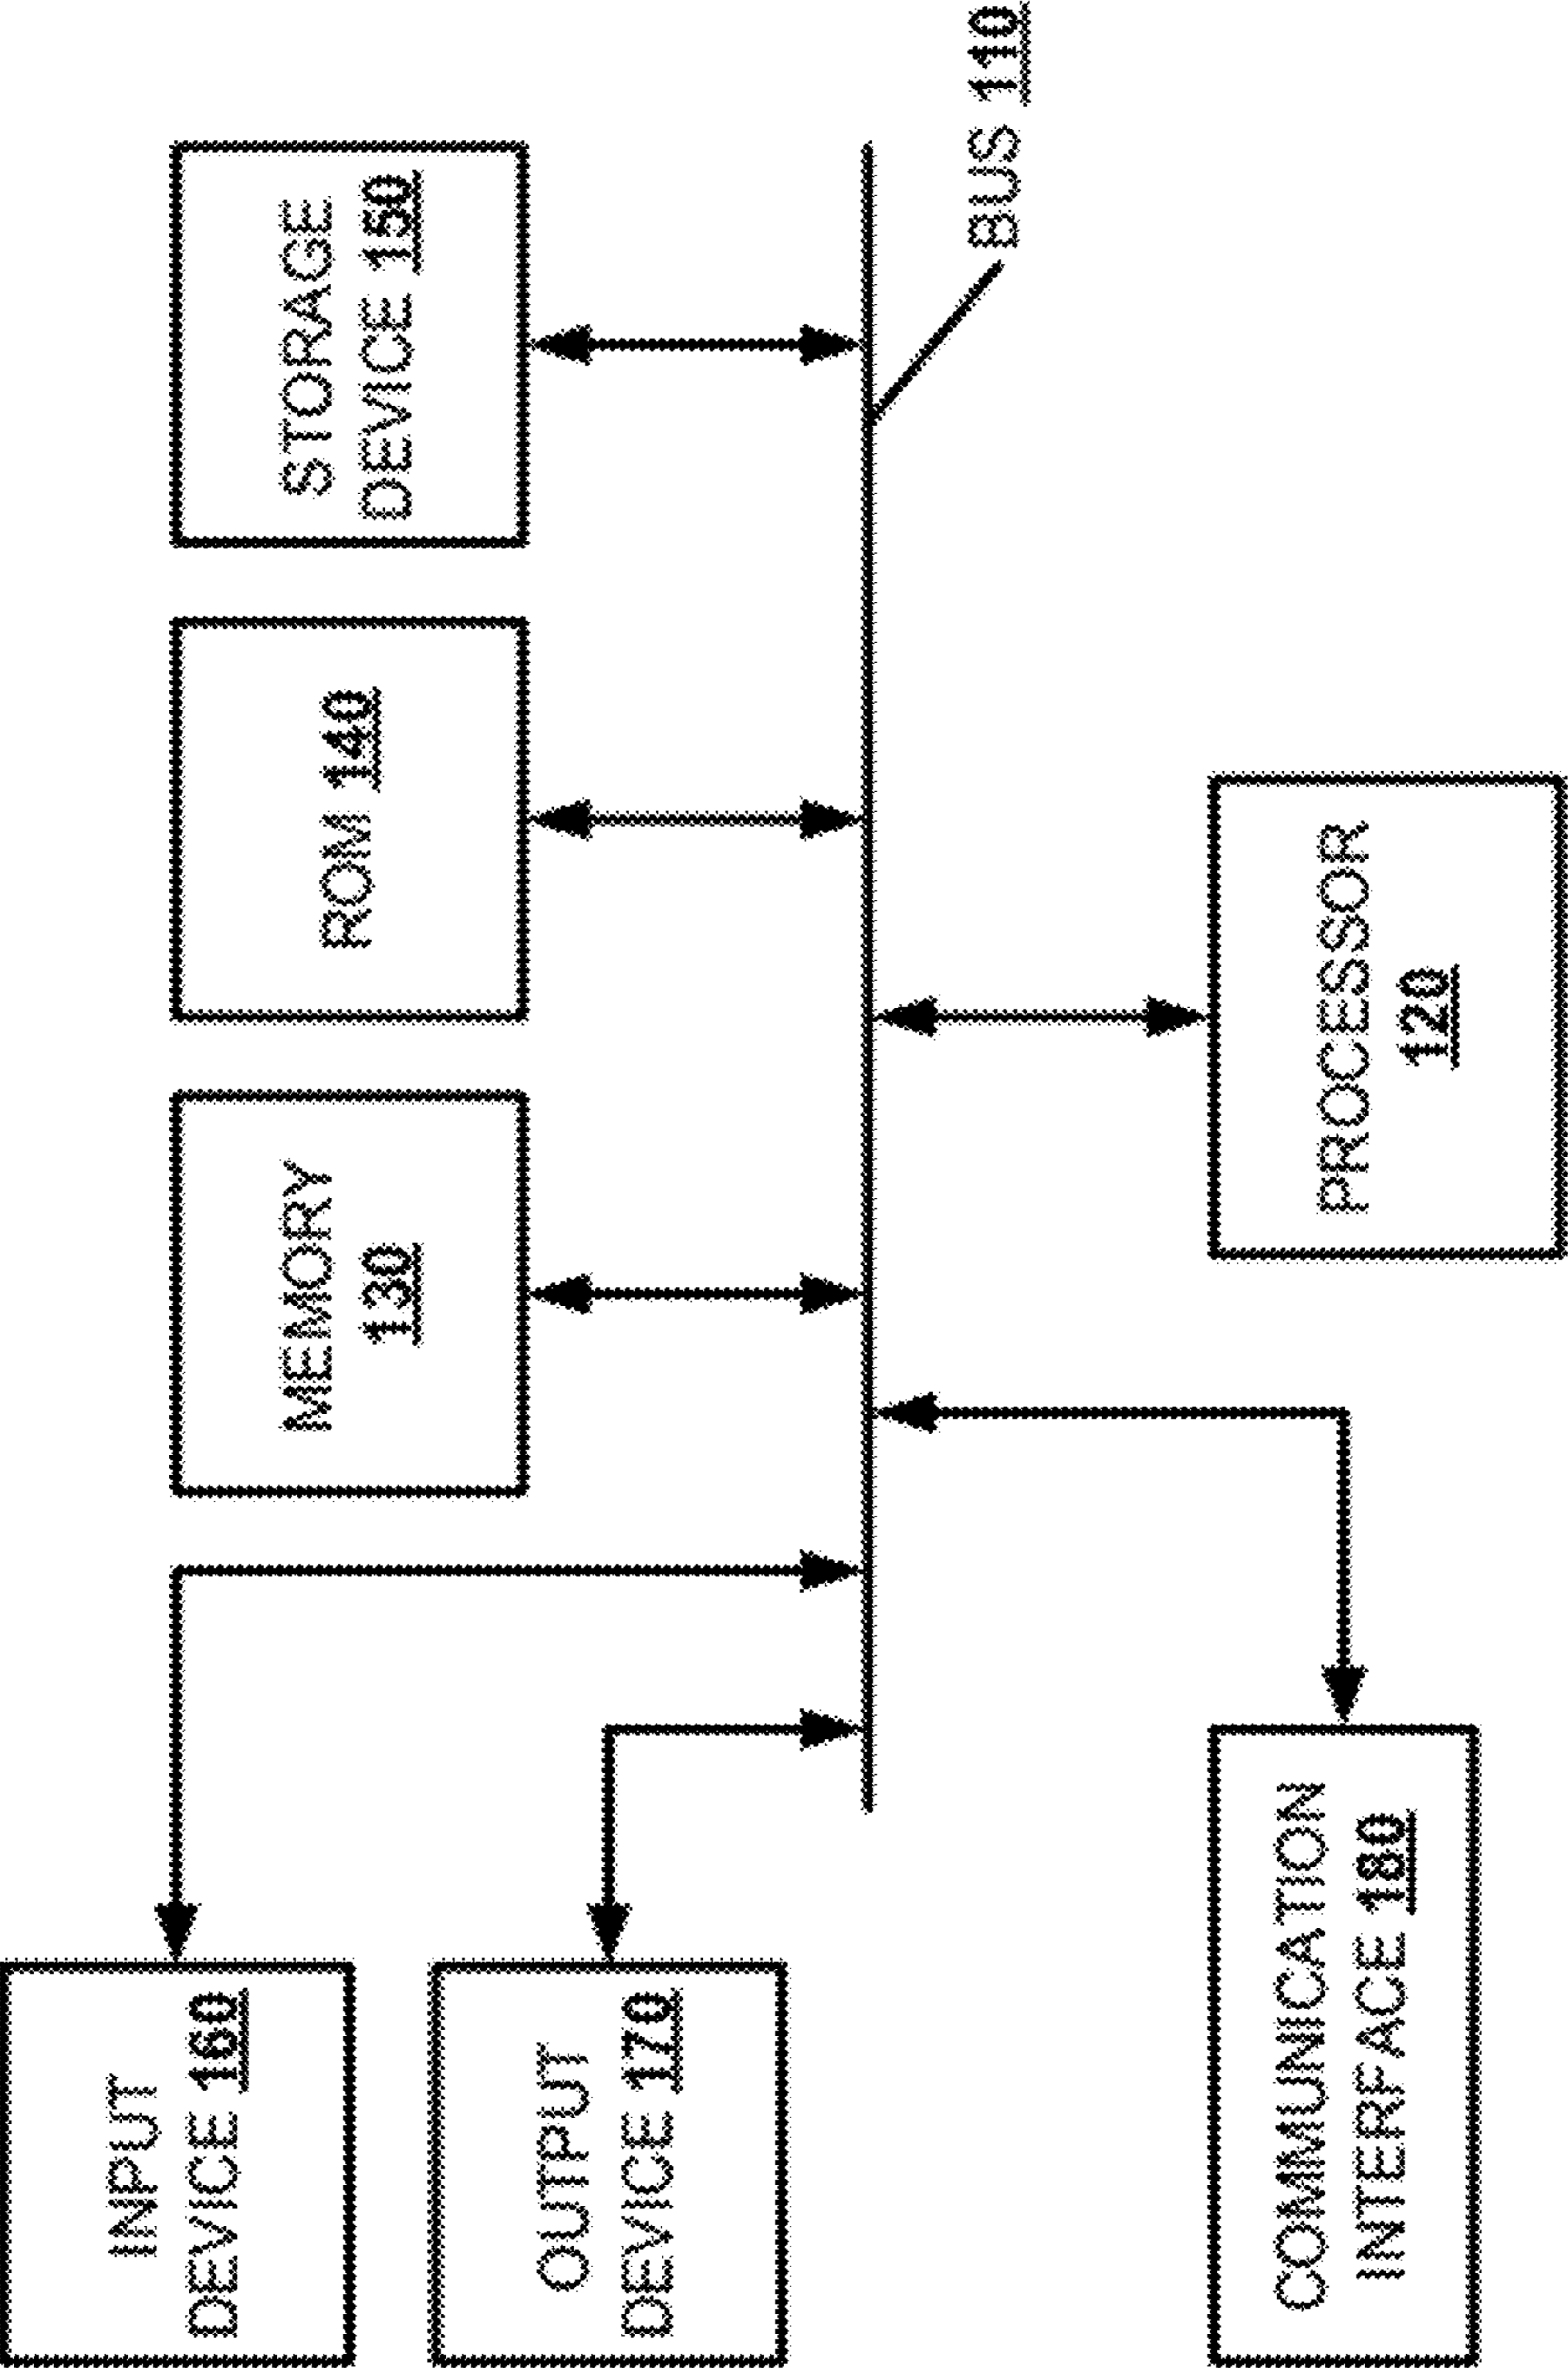 INPUT
DEVICE 160
MEMORY
130
ROM 140
STORAGE
DEVICE 150
OUTPUT
DEVICE 170
BUS 110
COMMUNICATION
INTERFACE 180
PROCESSOR
120